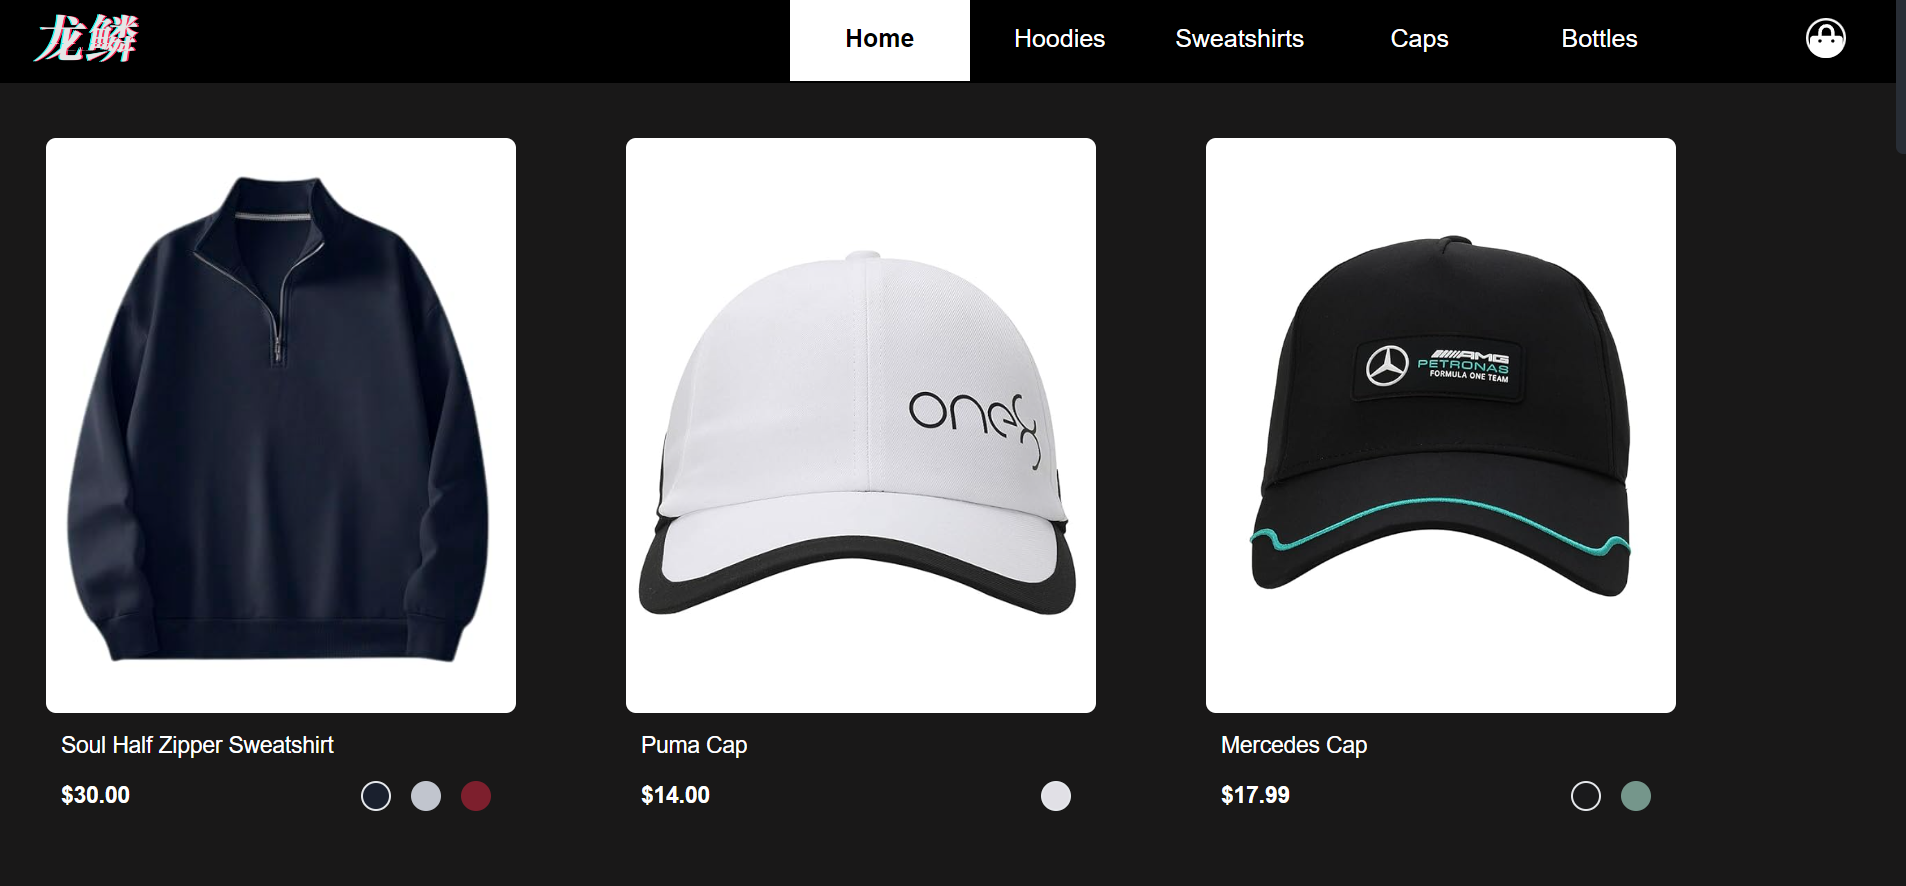 龙鳞
Home
Hoodies
Sweatshirts
Caps
Bottles
onex
AMG
PETRONAS
FORMULA ONE TEAM
Soul Half Zipper Sweatshirt
Puma Cap
Mercedes Cap
$30.00
$14.00
$17.99